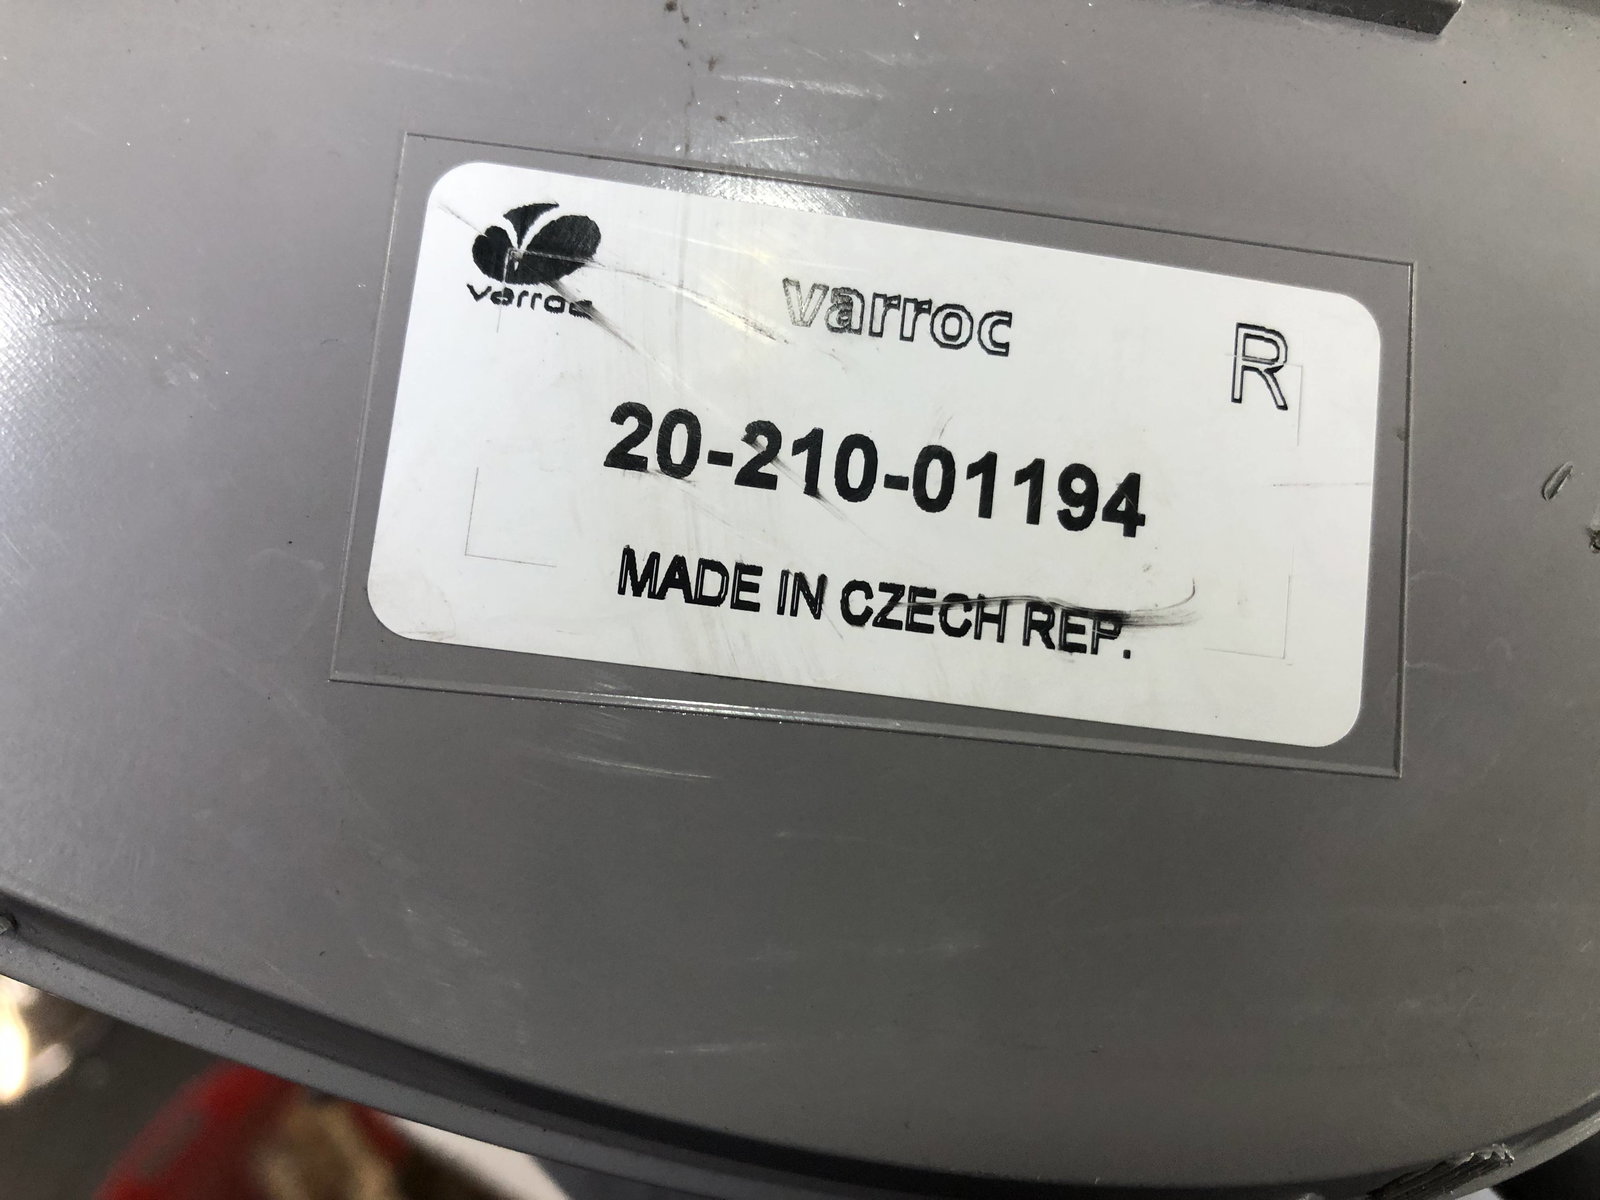 varroc
varroc
R
20-210-01194
MADE IN CZECH REP.